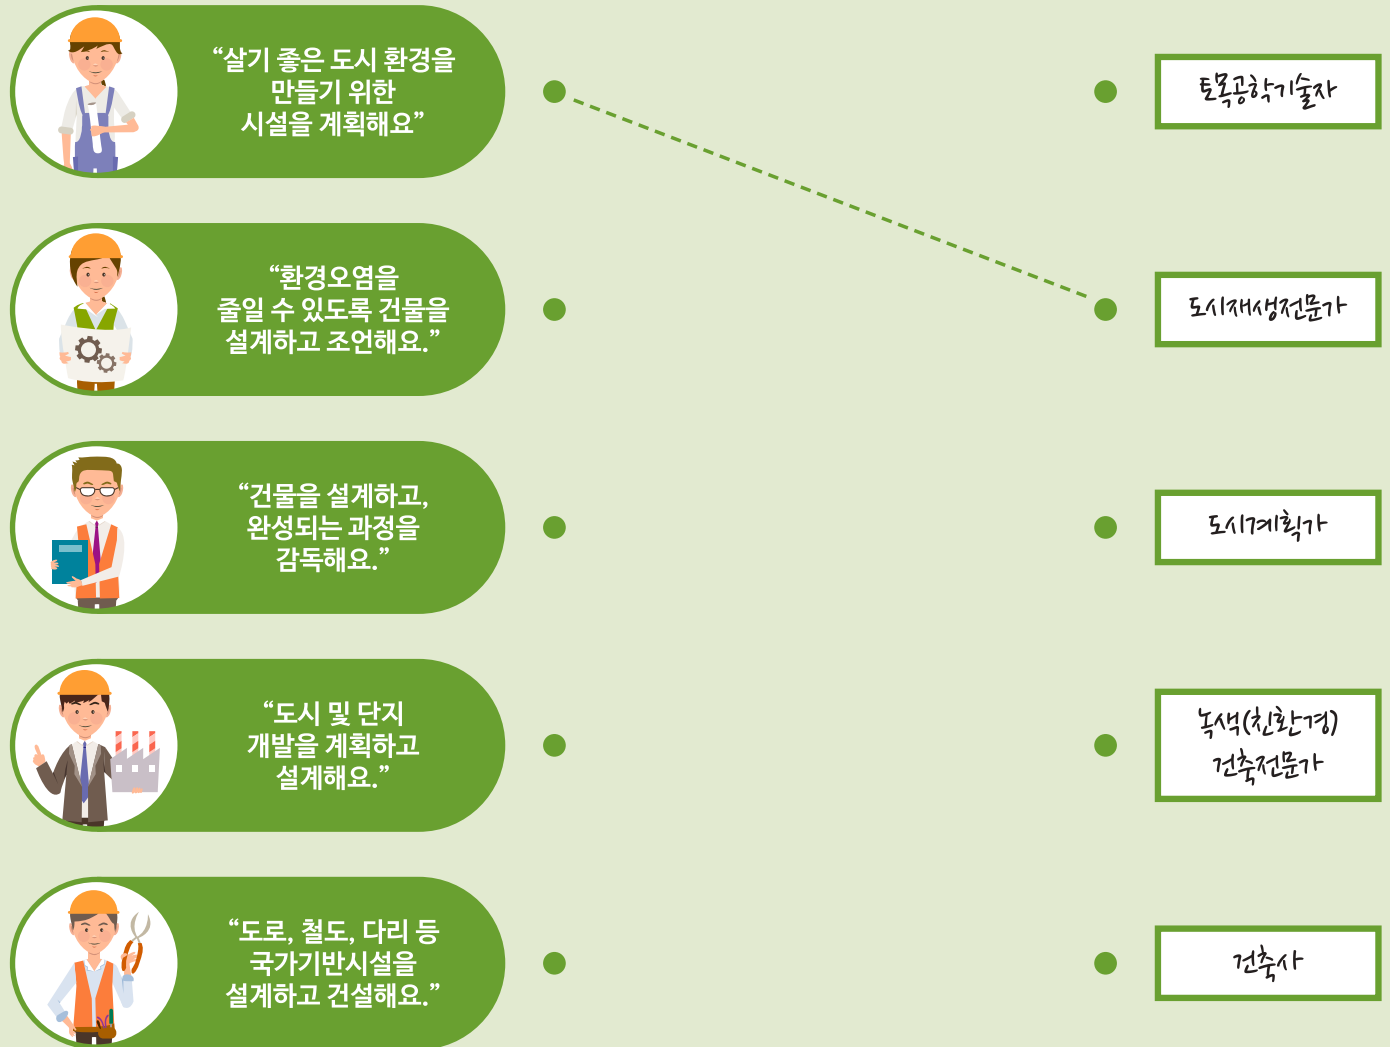 “살기 좋은 도시 환경을
만들기 위한
시설을 계획해요”
토목공학기술자
“환경오염을
줄일 수 있도록 건물을
설계하고 조언해요.”
도시재생전문가
“건물을 설계하고,
완성되는 과정을
감독해요.”
도시계획가
“도시 및 단지
개발을 계획하고
설계해요.”
녹색(친환경)
건축전문가
“도로, 철도, 다리 등
국가기반시설을
설계하고 건설해요.”
건축사